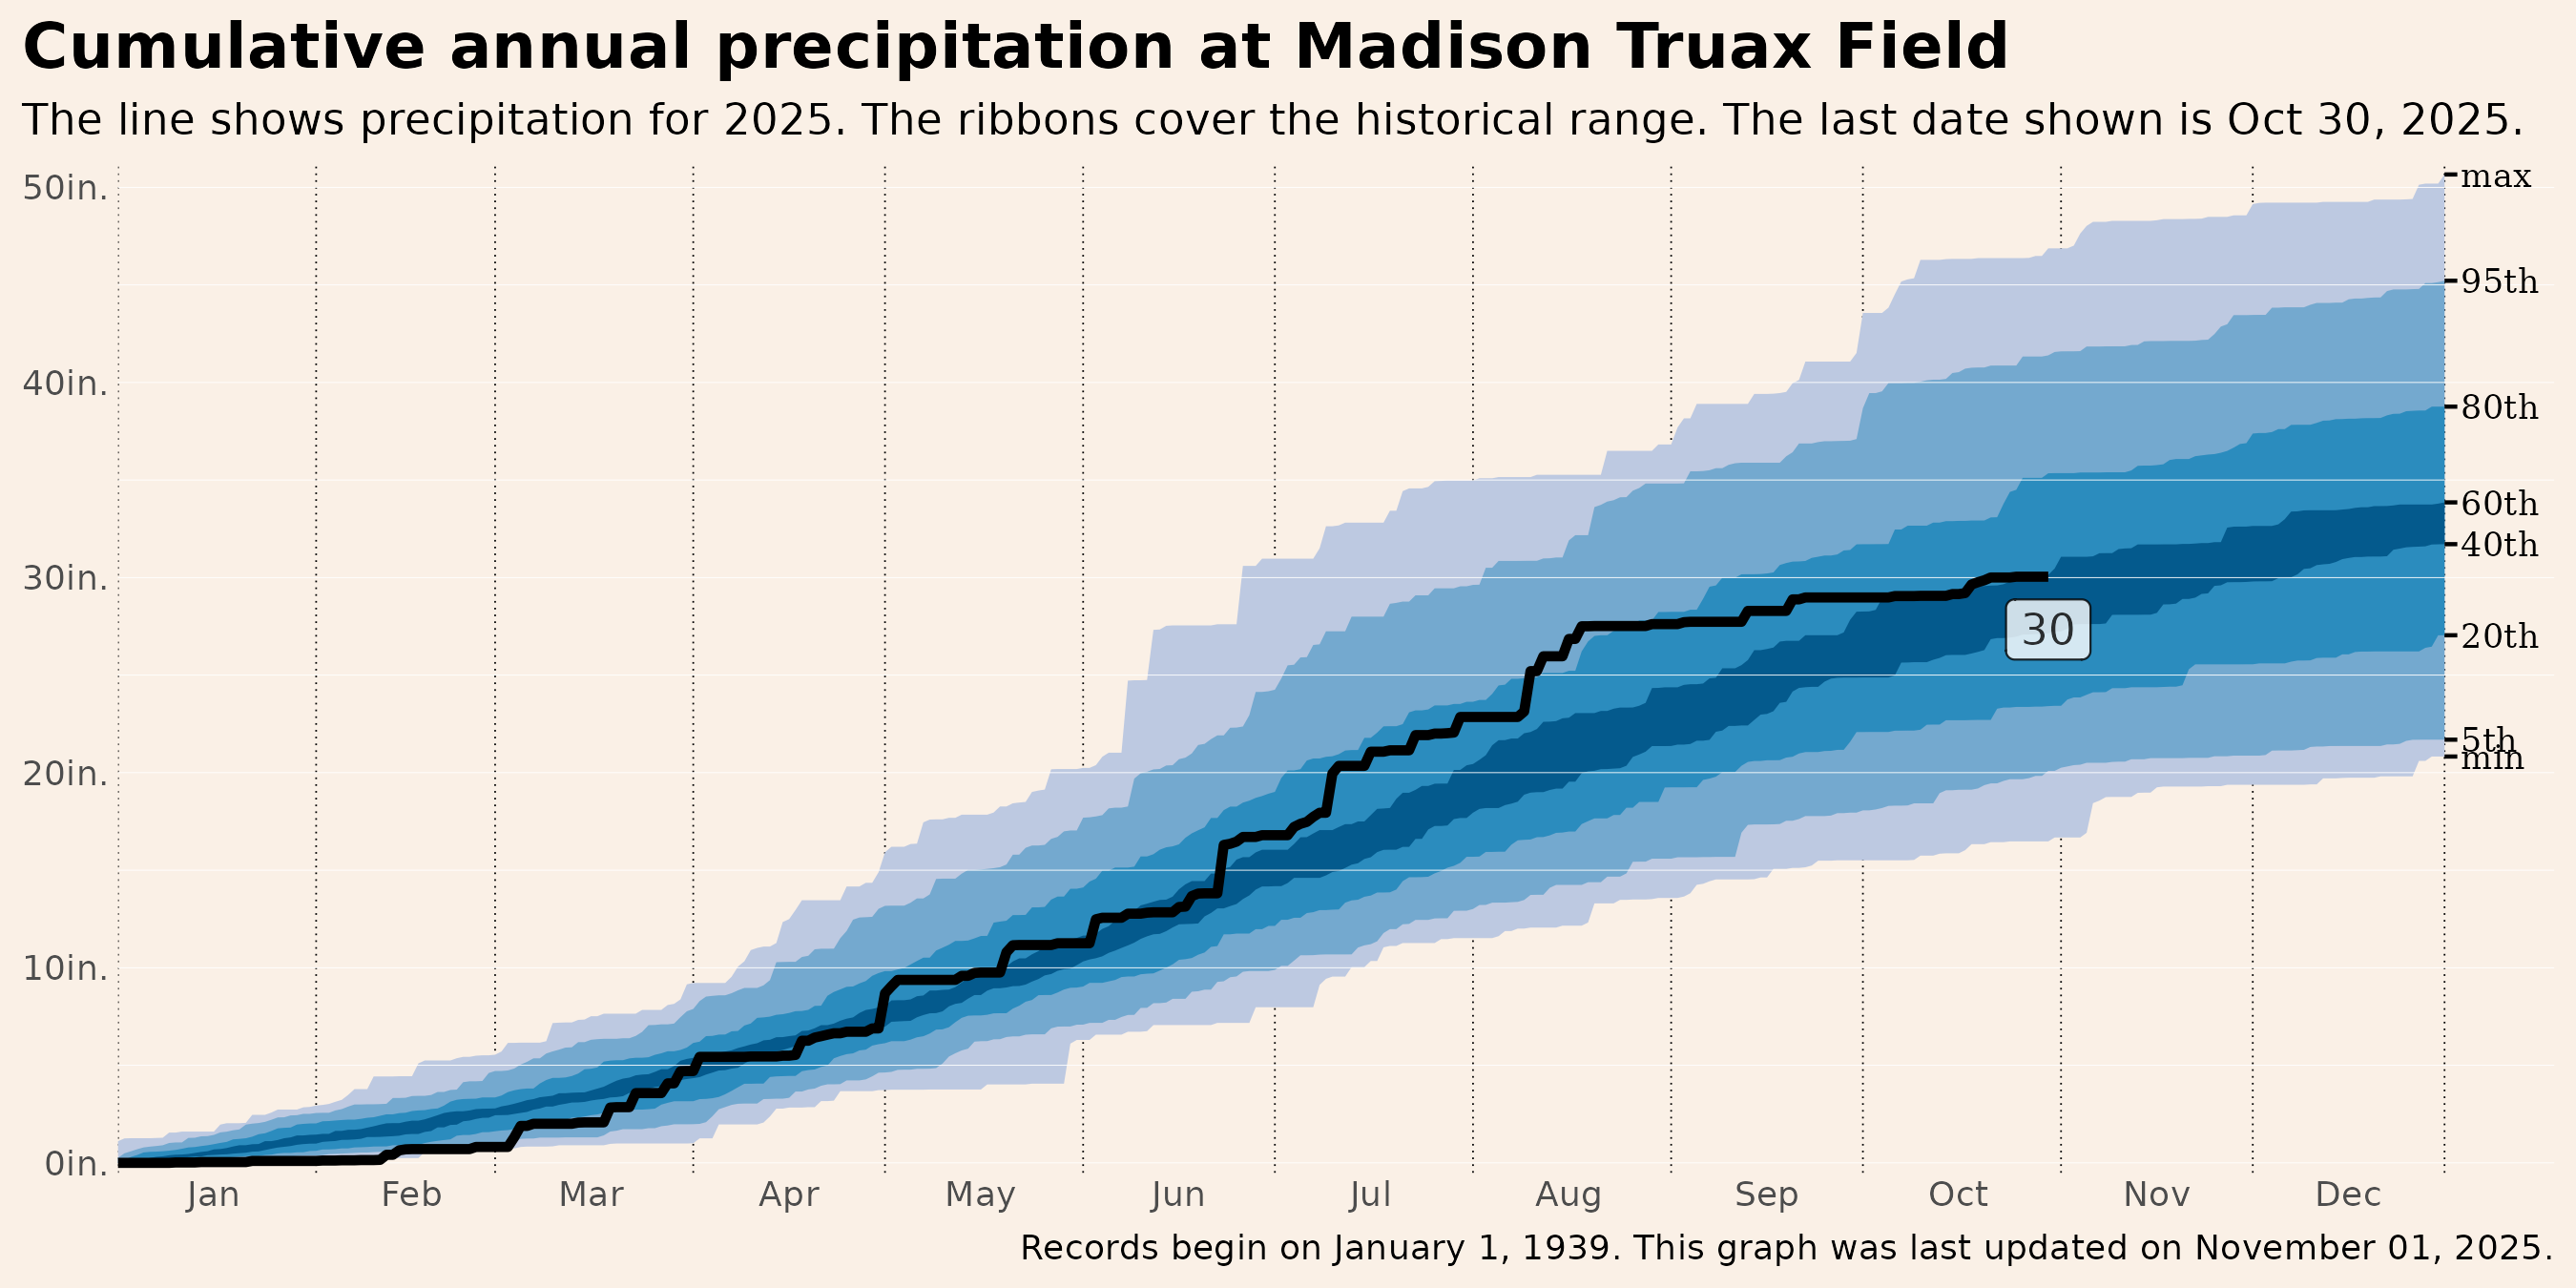 Cumulative annual precipitation at Madison Truax Field
The line shows precipitation for 2025. The ribbons cover the historical range. The last date shown is Oct 30, 2025.
50in.
40in.
30in.
20in.
10in.
0in.
max
95th
80th
60th
40th
20th
5th
min
30
Jan Feb Mar Apr May Jun Jul Aug Sep Oct Nov Dec
Records begin on January 1, 1939. This graph was last updated on November 01, 2025.